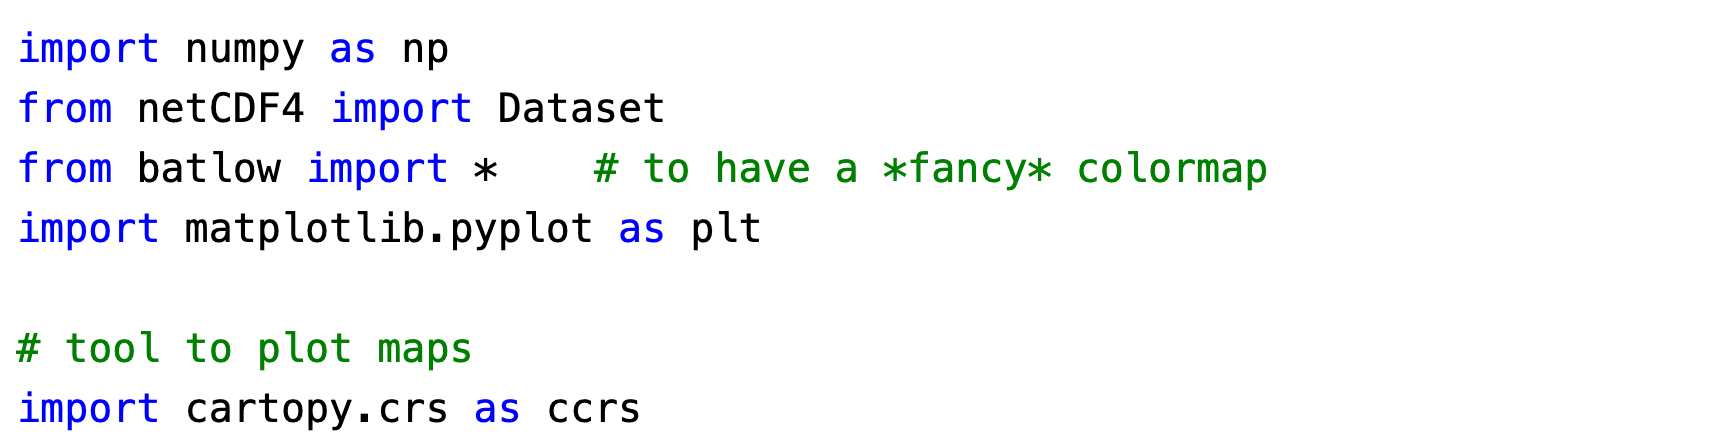 import numpy as np
from netCDF4 import Dataset
from batlow import *    # to have a *fancy* colormap
import matplotlib.pyplot as plt

# tool to plot maps
import cartopy.crs as ccrs